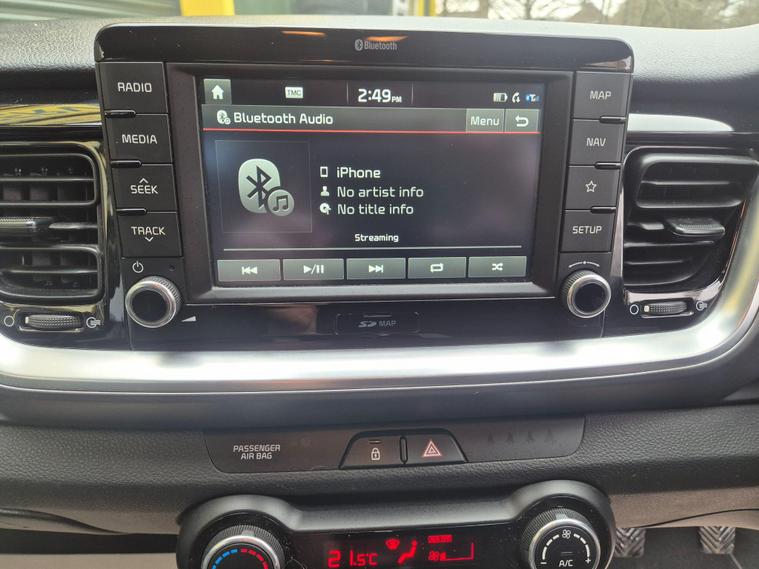 Bluetooth
RADIO
MEDIA
SEEK
TRACK
TMC
2:49PM
Bluetooth Audio
Menu
iPhone
No artist info
No title info
Streaming
MAP
NAV
SETUP
SD MAP
PASSENGER
AIR BAG
21.5°C
A/C